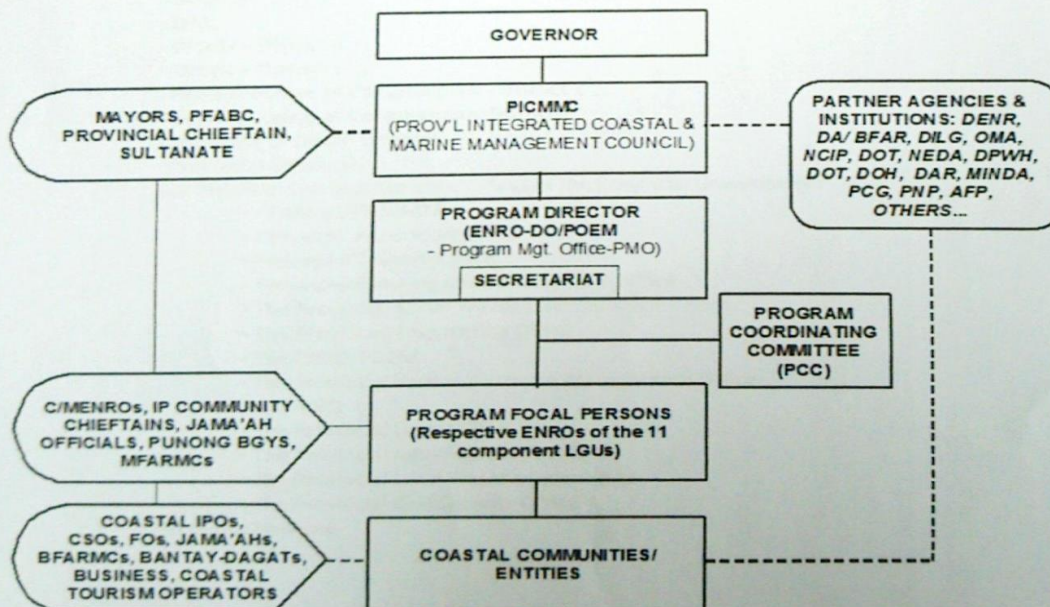 GOVERNOR
MAYORS, PFABC,
PROVINCIAL CHIEFTAIN,
SULTANATE
PICMMC
(PROV'L INTEGRATED COASTAL &
MARINE MANAGEMENT COUNCIL)
PARTNER AGENCIES &
INSTITUTIONS: DENR,
DA/ BFAR, DILG, OMA,
NCIP, DOT, NEDA, DPWH,
DOT, DOH, DAR, MINDA,
PCG, PNP, AFP,
OTHERS...
PROGRAM DIRECTOR
(ENRO-DO/POEM
- Program Mgt. Office-PMO)
SECRETARIAT
PROGRAM
COORDINATING
COMMITTEE
(PCC)
C/MENROs, IP COMMUNITY
CHIEFTAINS, JAMA'AH
OFFICIALS, PUNONG BGYS,
MFARMCs
PROGRAM FOCAL PERSONS
(Respective ENROs of the 11
component LGUs)
COASTAL IPOs,
CSOs, FOs, JAMA'AHs,
BFARMCs, BANTAY-DAGATs,
BUSINESS, COASTAL
TOURISM OPERATORS
COASTAL COMMUNITIES/
ENTITIES